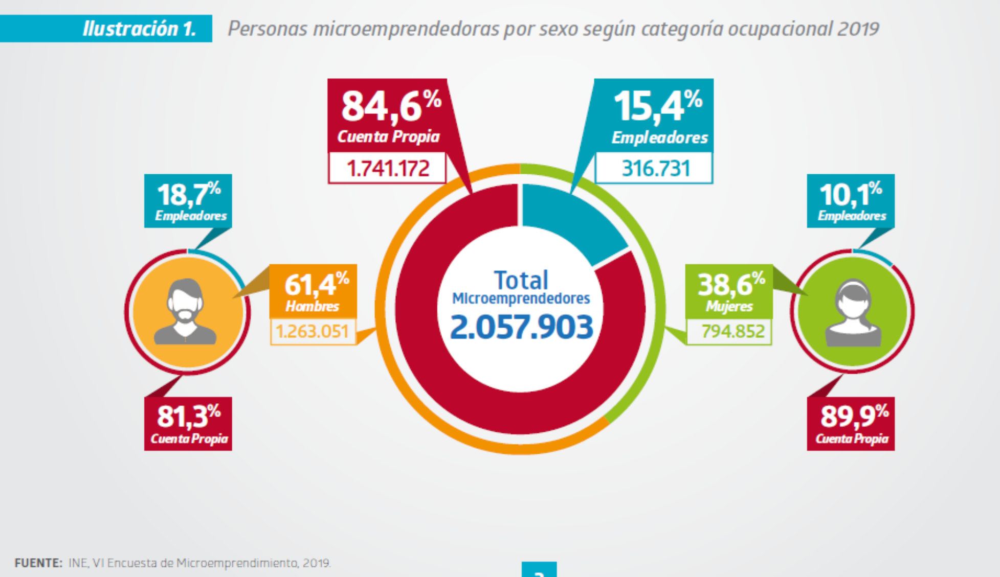 Ilustración 1.
Personas microemprendedoras por sexo según categoría ocupacional 2019
84,6%
Cuenta Propia
1.741.172
15,4%
Empleadores
316.731
18,7%
Empleadores
61,4%
Hombres
1.263.051
81,3%
Cuenta Propia
Total
MIcroemprendedores
2.057.903
38,6%
Mujeres
794.852
10,1%
Empleadores
89,9%
Cuenta Propia
FUENTE: INE, VI Encuesta de Microemprendimiento, 2019.